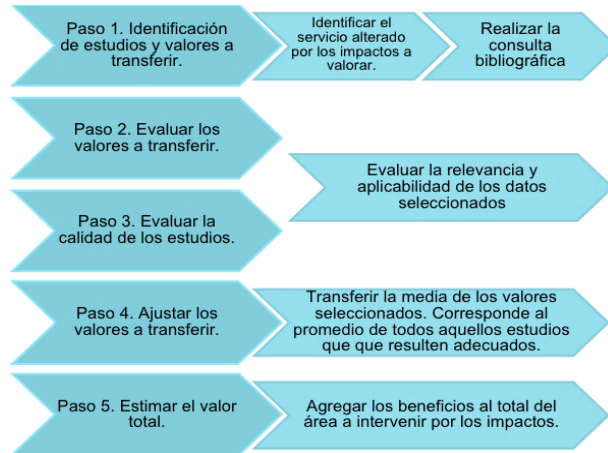 Paso 1. Identificación
de estudios y valores a
transferir.
Identificar el
servicio alterado
por los impactos a
valorar.
Realizar la
consulta
bibliográfica
Paso 2. Evaluar los
valores a transferir.
Evaluar la relevancia y
aplicabilidad de los datos
seleccionados
Paso 3. Evaluar la
calidad de los estudios.
Paso 4. Ajustar los
valores a transferir.
Transferir la media de los valores
seleccionados. Corresponde al
promedio de todos aquellos estudios
que que resulten adecuados.
Paso 5. Estimar el valor
total.
Agregar los beneficios al total del
área a intervenir por los impactos.